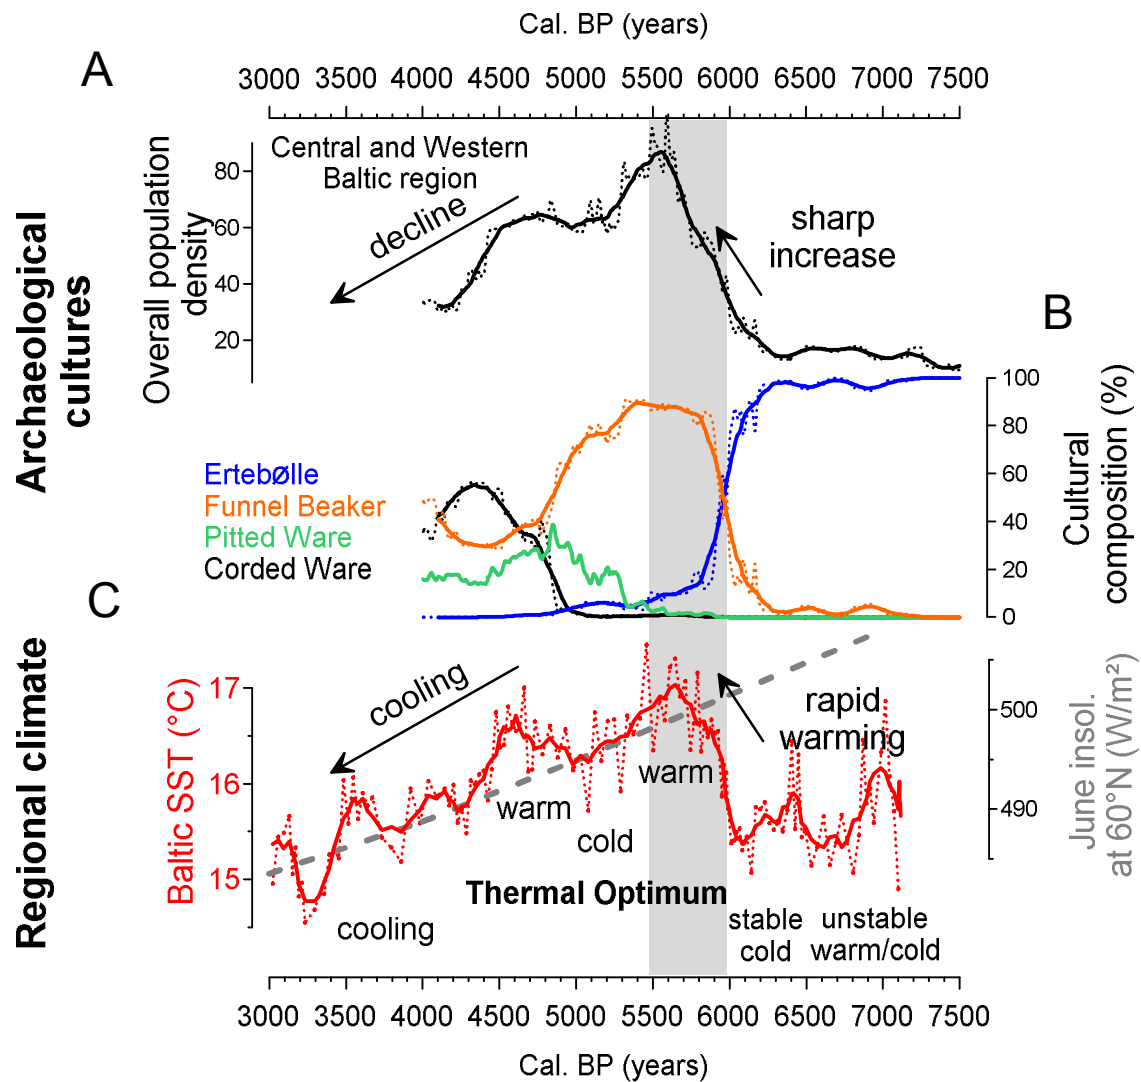 Cal. BP (years)
A
3000 3500 4000 4500 5000 5500 6000 6500 7000 7500
Archaeological
cultures
Overall population
density
80
60
40
20
Central and Western
Baltic region
decline
sharp
increase
B
100
80
60
40
20
0
Cultural
composition (%)
Ertebølle
Funnel Beaker
Pitted Ware
Corded Ware
C
Regional climate
Baltic SST (°C)
17
16
15
cooling
rapid
warming
warm
warm
cold
Thermal Optimum
cooling
stable
cold
unstable
warm/cold
500
490
June insol.
at 60°N (W/m²)
3000 3500 4000 4500 5000 5500 6000 6500 7000 7500
Cal. BP (years)